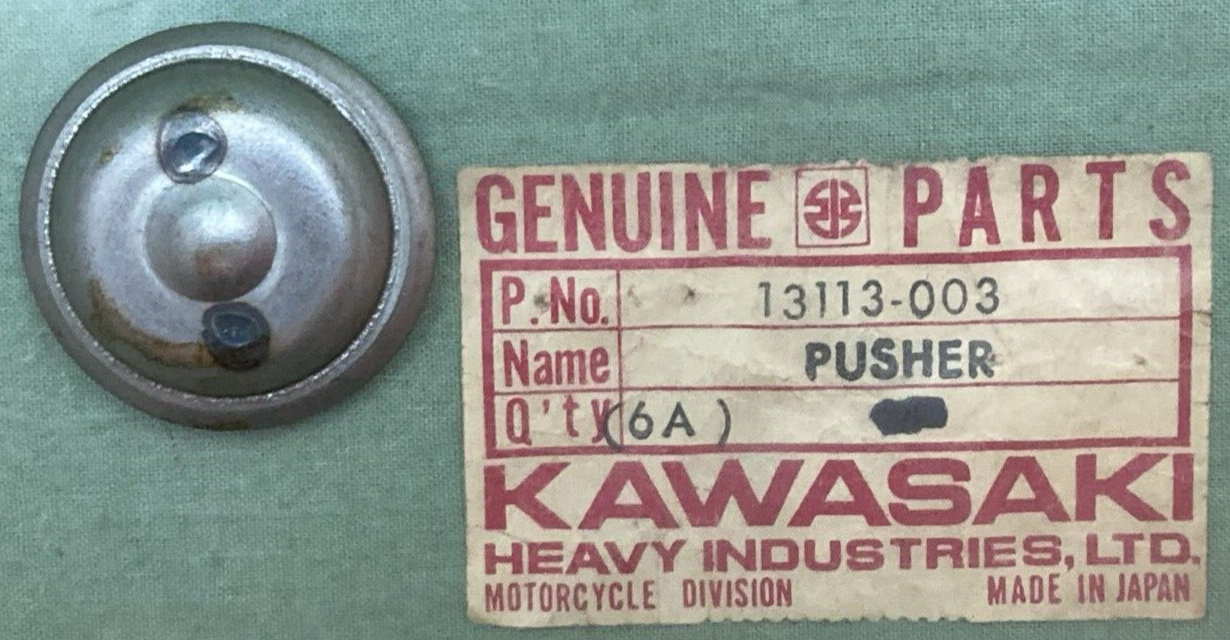 GENUINE PARTS
P.No. 13113-003
Name PUSHER
Q'ty (6A)
KAWASAKI
HEAVY INDUSTRIES, LTD.
MOTORCYCLE DIVISION MADE IN JAPAN